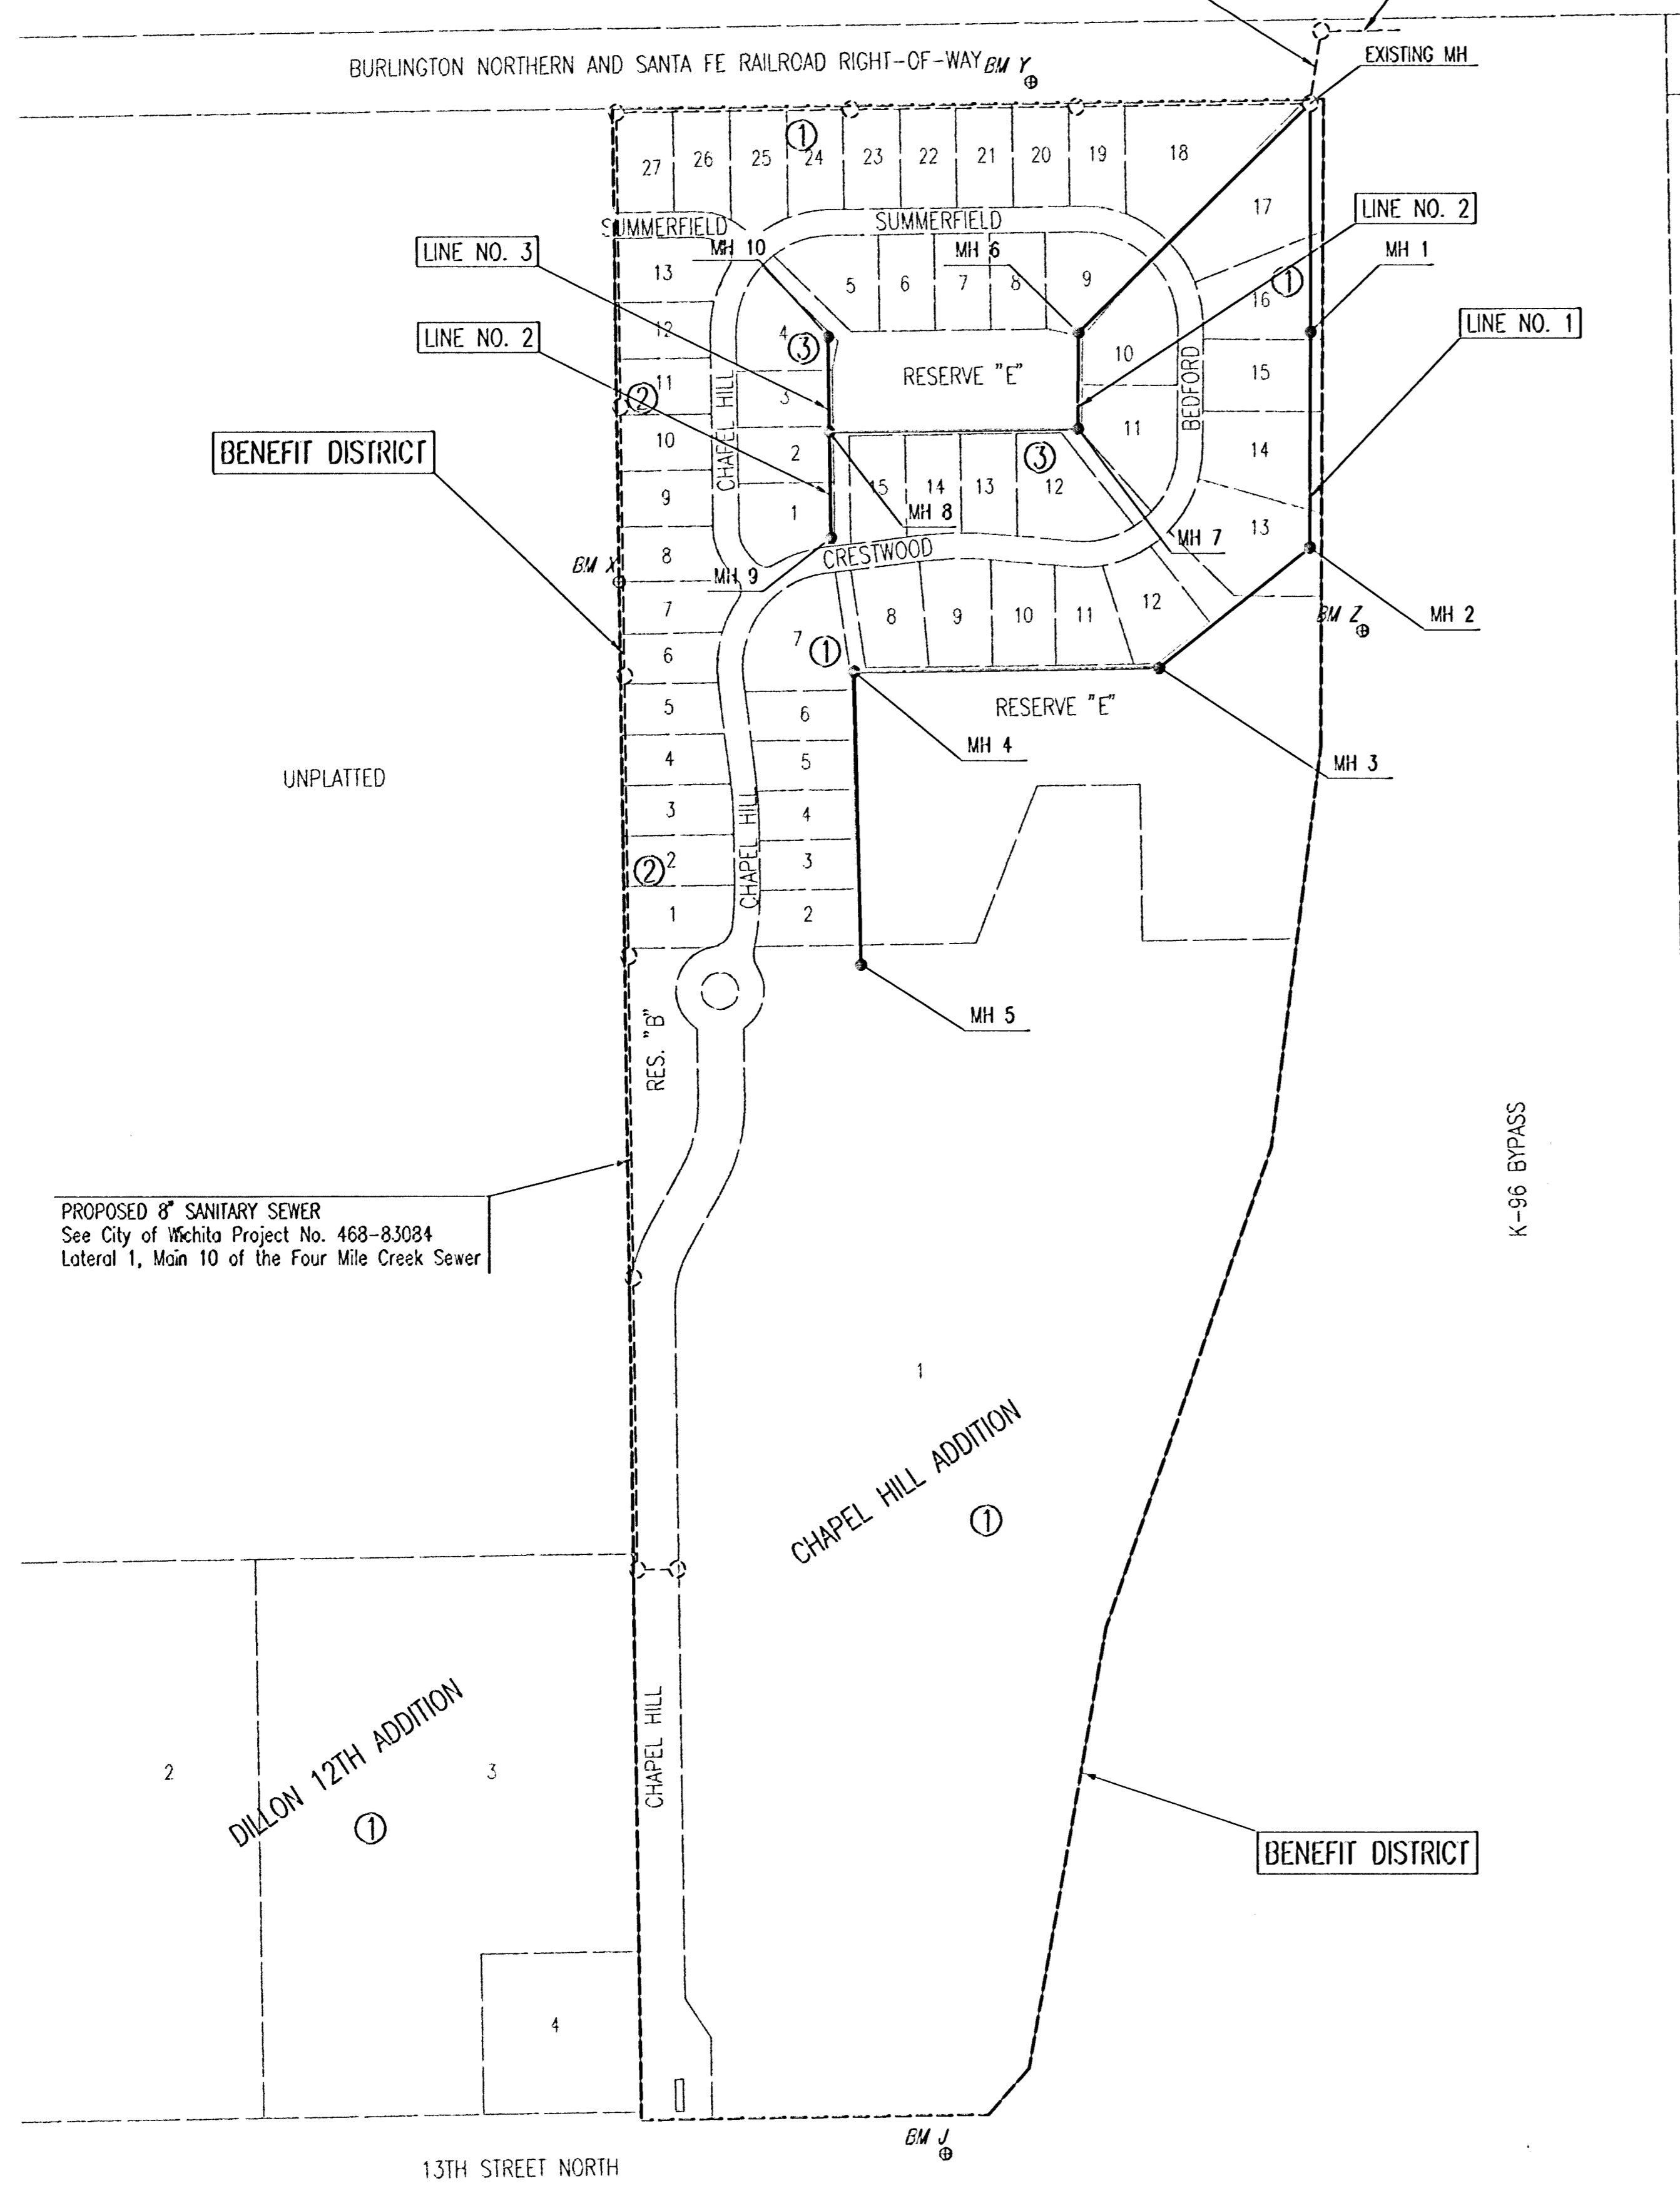 BURLINGTON NORTHERN AND SANTA FE RAILROAD RIGHT-OF-WAY
BM Y
EXISTING MH
1
27
26
25
24
23
22
21
20
19
18
17
SUMMERFIELD
SUMMERFIELD
LINE NO. 2
LINE NO. 3
MH 10
MH 6
MH 1
13
5
6
7
8
9
16
1
LINE NO. 2
12
4
3
LINE NO. 1
10
RESERVE "E"
15
11
2
3
CHAPEL HILL
BEDFORD
BENEFIT DISTRICT
10
2
11
3
14
9
1
15
14
13
12
MH 8
13
MH 7
8
CRESTWOOD
BM X
MH 9
7
8
9
10
11
12
BM Z
MH 2
6
7
1
5
6
RESERVE "E"
4
5
MH 4
MH 3
UNPLATTED
3
4
CHAPEL HILL
2
2
3
1
2
MH 5
RES. "B"
K-96 BYPASS
PROPOSED 8" SANITARY SEWER
See City of Wichita Project No. 468-83084
Lateral 1, Main 10 of the Four Mile Creek Sewer
1
CHAPEL HILL ADDITION
1
CHAPEL HILL
DILLON 12TH ADDITION
2
3
1
BENEFIT DISTRICT
4
BM J
13TH STREET NORTH